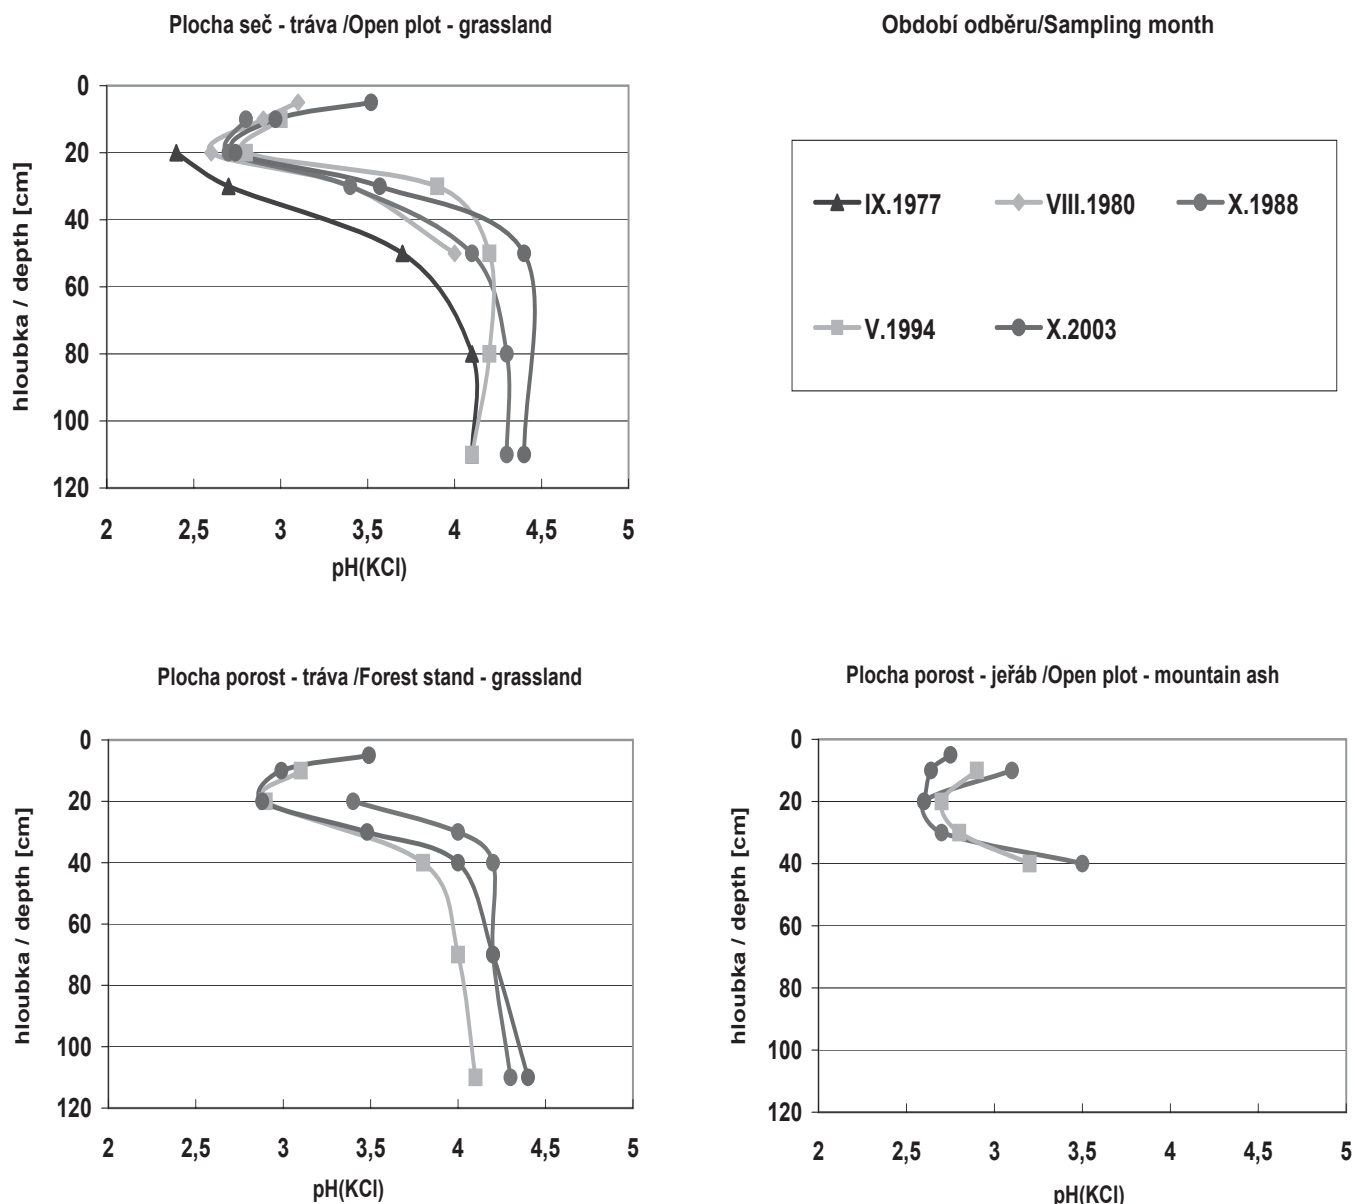 Plocha seč - tráva /Open plot - grassland
0
20
40
60
80
100
120
hloubka / depth [cm]
2 2,5 3 3,5 4 4,5 5
pH(KCl)
Období odběru/Sampling month
IX.1977 VIII.1980 X.1988
V.1994 X.2003
Plocha porost - tráva /Forest stand - grassland
0
20
40
60
80
100
120
hloubka / depth [cm]
2 2,5 3 3,5 4 4,5 5
pH(KCl)
Plocha porost - jeřáb /Open plot - mountain ash
0
20
40
60
80
100
120
hloubka / depth [cm]
2 2,5 3 3,5 4 4,5 5
pH(KCl)